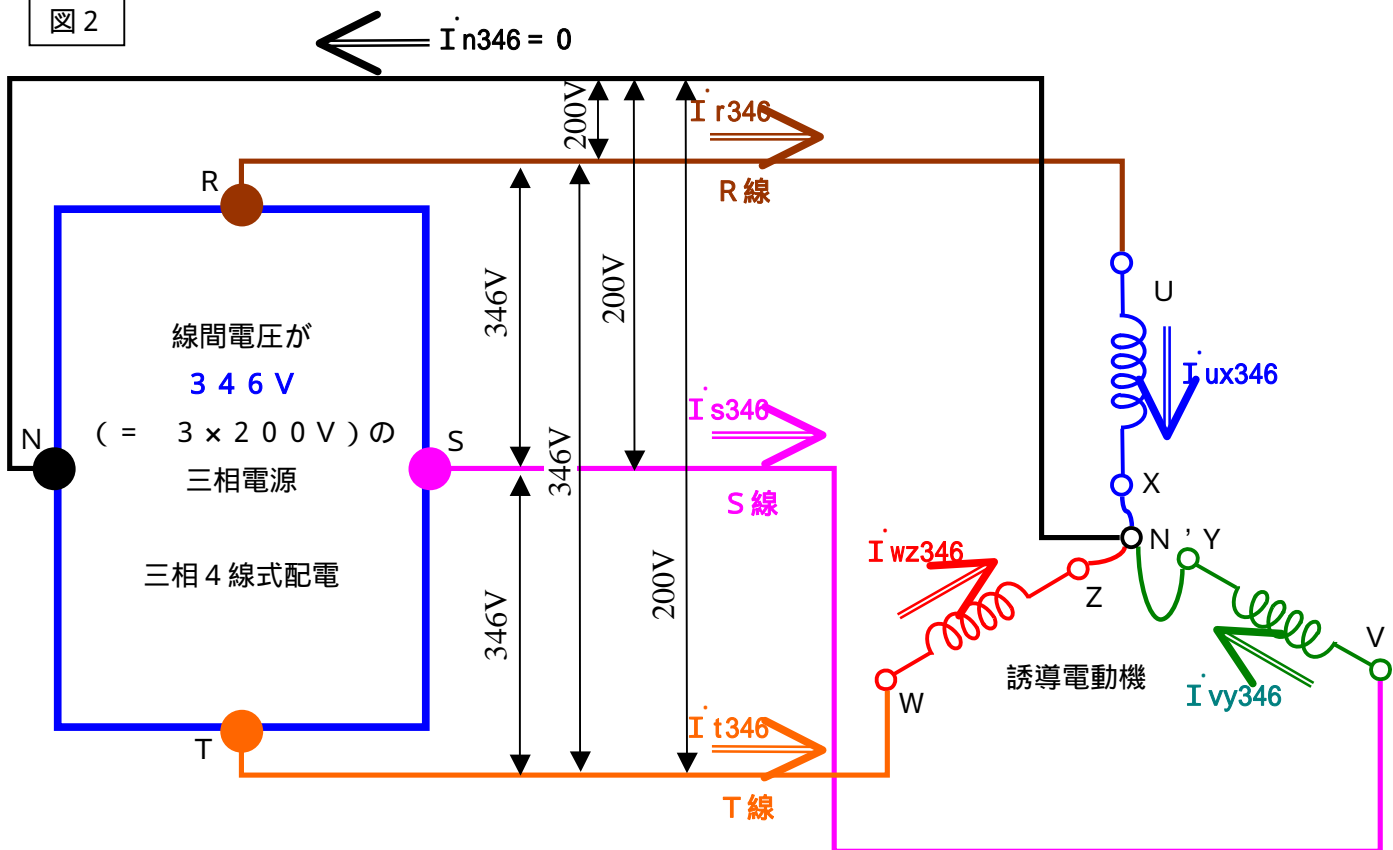 図2
İn346 = 0
200V
İr346
R
R線
U
346V
200V
線間電圧が
346V
(= 3×200V)の
三相電源
三相4線式配電
İux346
İs346
N
S
346V
S線
X
N'
Y
İwz346
Z
200V
346V
V
誘導電動機
İvy346
W
T
İt346
T線